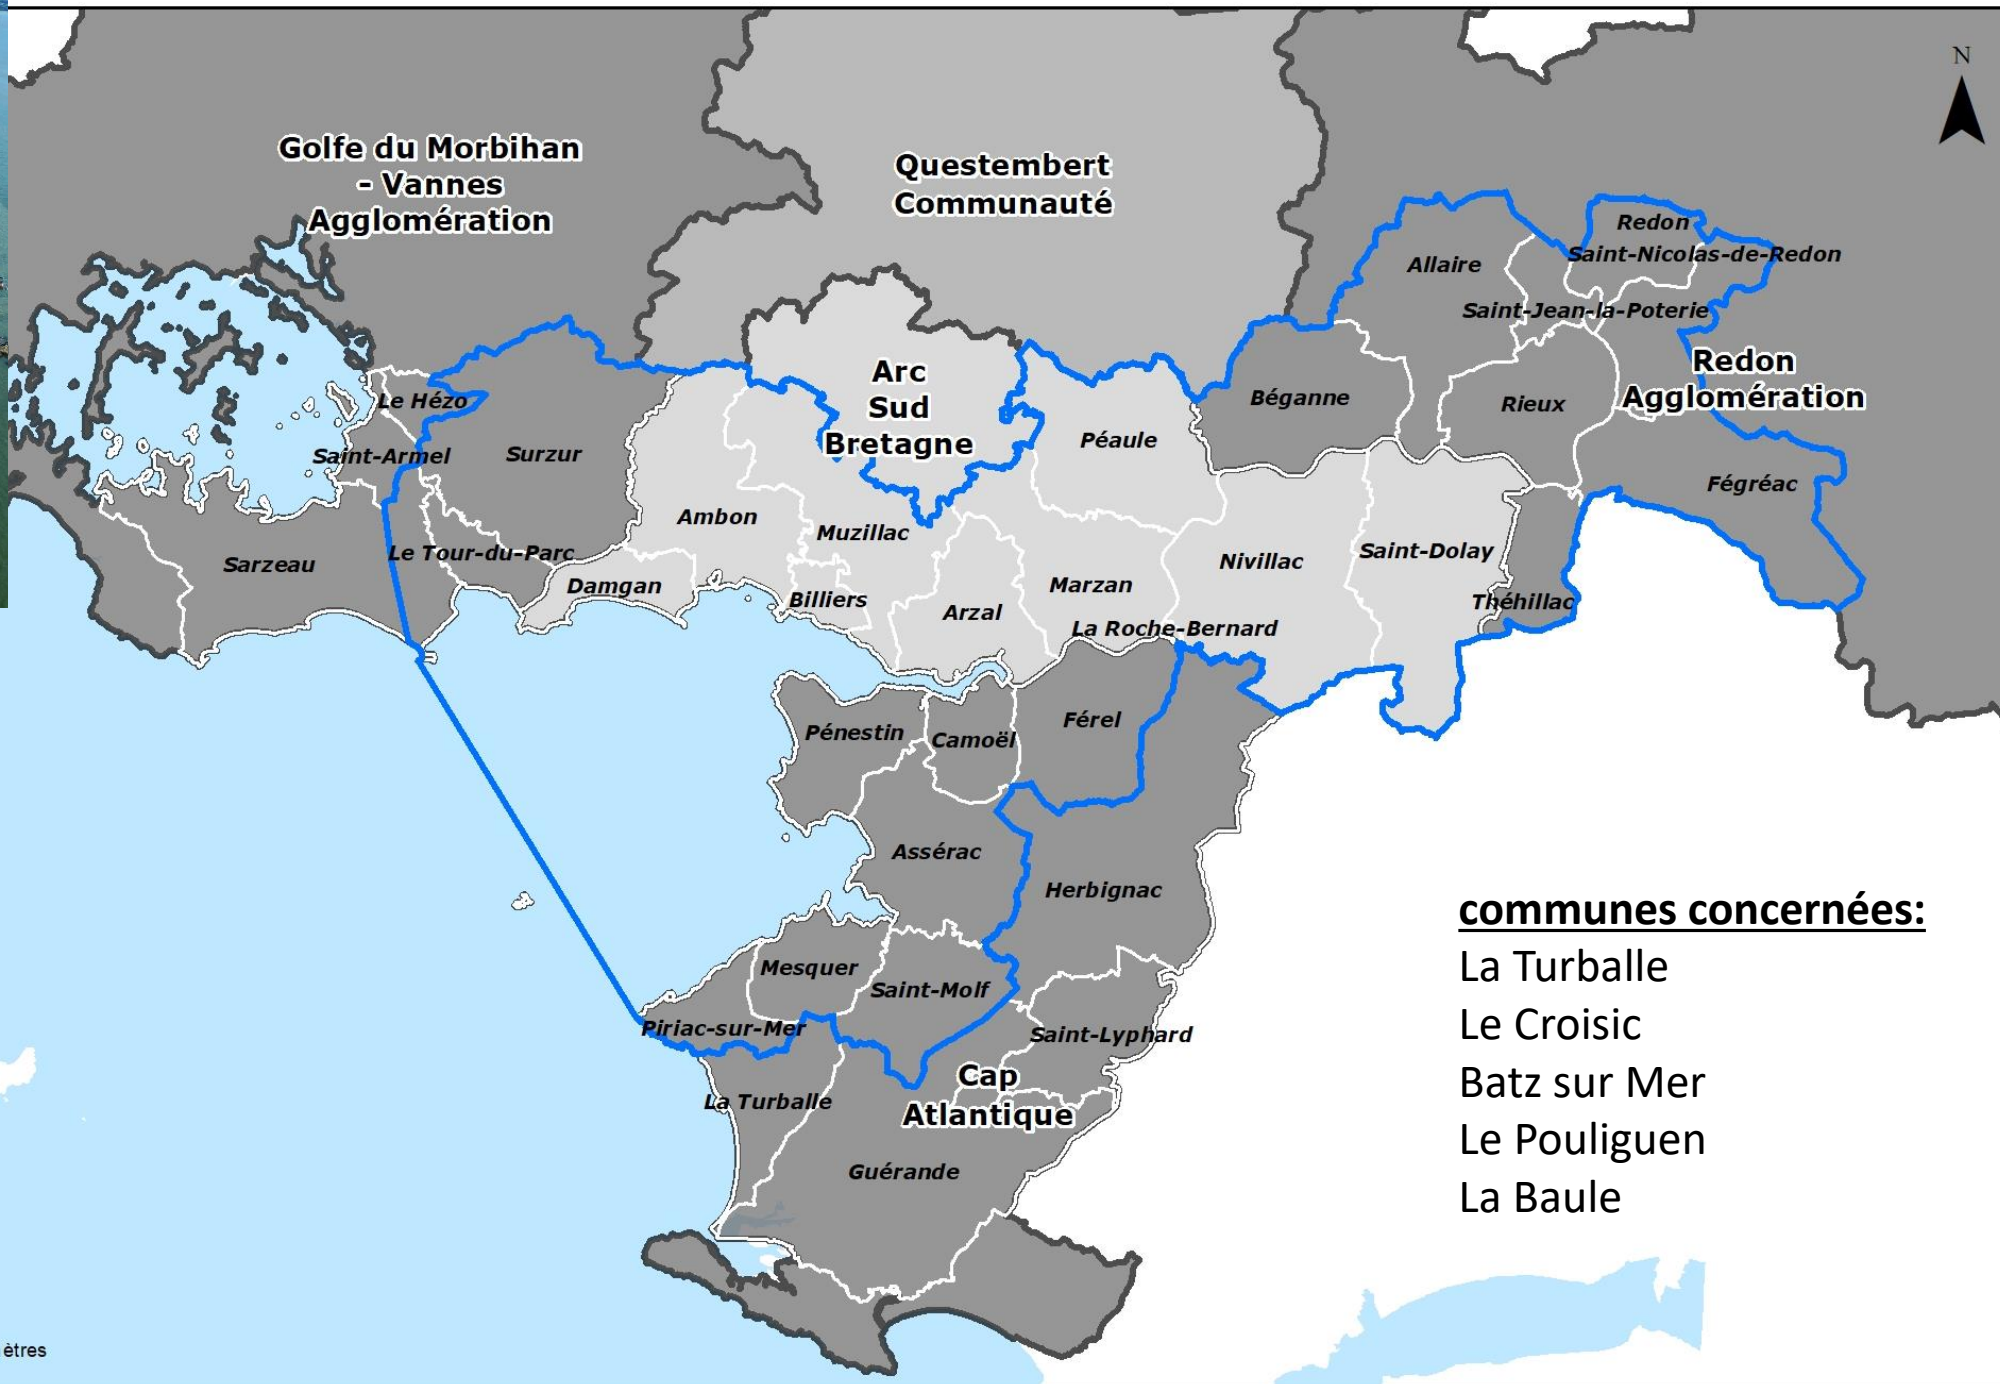 N
Golfe du Morbihan
- Vannes
Agglomération
Questembert
Communauté
Redon
Saint-Nicolas-de-Redon
Allaire
Saint-Jean-la-Poterie
Redon
Agglomération
Arc
Sud
Bretagne
Le Hézo
Béganne
Rieux
Péaule
Saint-Armel
Surzur
Fégréac
Ambon
Muzillac
Sarzeau
Le Tour-du-Parc
Nivillac
Saint-Dolay
Damgan
Billiers
Marzan
Arzal
Théhillac
La Roche-Bernard
Pénestin
Camoël
Férel
Assérac
Herbignac
communes concernées:
La Turballe
Le Croisic
Batz sur Mer
Le Pouliguen
La Baule
Mesquer
Saint-Molf
Piriac-sur-Mer
Saint-Lyphard
Cap
Atlantique
La Turballe
Guérande
ètres